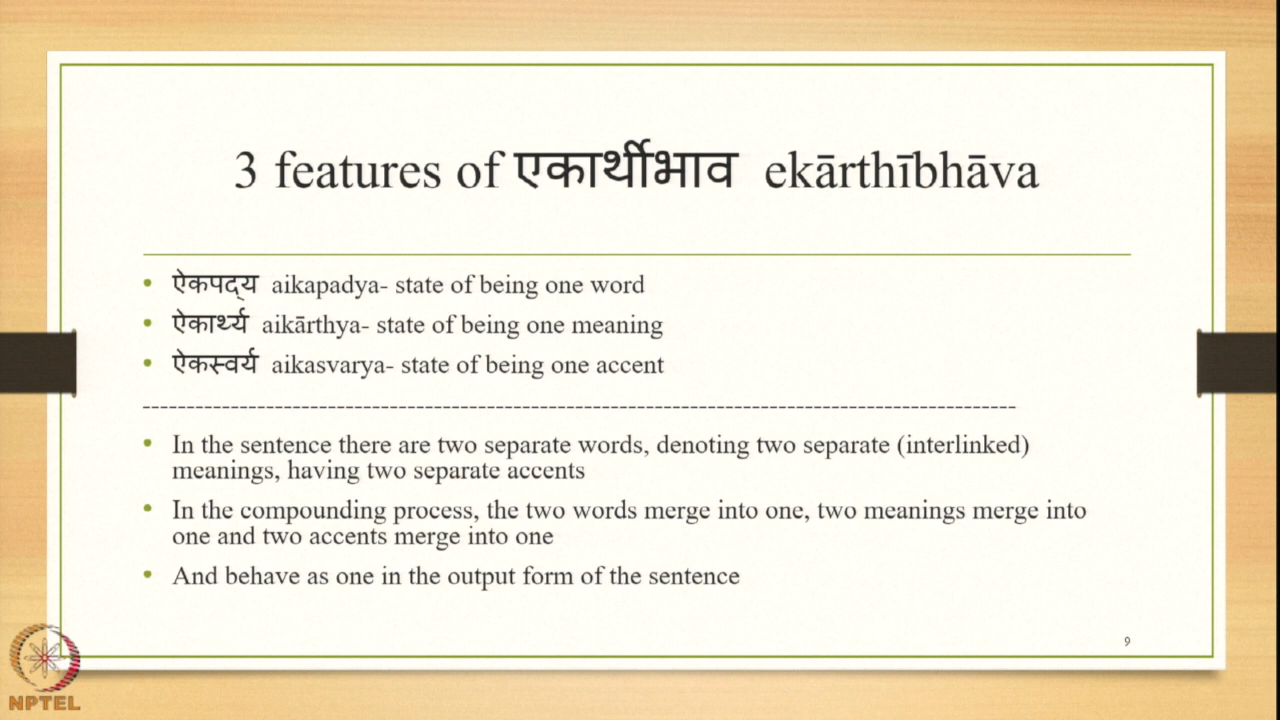 3 features of एकार्थीभाव ekārthībhāva
• ऐकपद्य aikapadya- state of being one word
• ऐकार्थ्य aikārthya- state of being one meaning
• ऐकस्वर्य aikasvarya- state of being one accent
-----------------------------------------------------------------------------------------------
• In the sentence there are two separate words, denoting two separate (interlinked)
meanings, having two separate accents
• In the compounding process, the two words merge into one, two meanings merge into
one and two accents merge into one
• And behave as one in the output form of the sentence
9
NPTEL